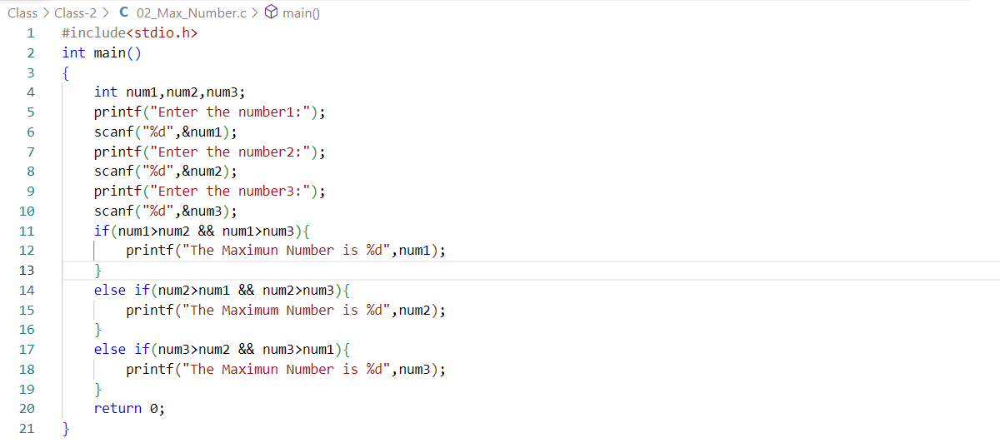 Class > Class-2 > C 02_Max_Number.c > main()
1 #include<stdio.h>
2 int main()
3 {
4     int num1,num2,num3;
5     printf("Enter the number1:");
6     scanf("%d",&num1);
7     printf("Enter the number2:");
8     scanf("%d",&num2);
9     printf("Enter the number3:");
10     scanf("%d",&num3);
11     if(num1>num2 && num1>num3){
12         printf("The Maximun Number is %d",num1);
13     }
14     else if(num2>num1 && num2>num3){
15         printf("The Maximum Number is %d",num2);
16     }
17     else if(num3>num2 && num3>num1){
18         printf("The Maximun Number is %d",num3);
19     }
20     return 0;
21 }